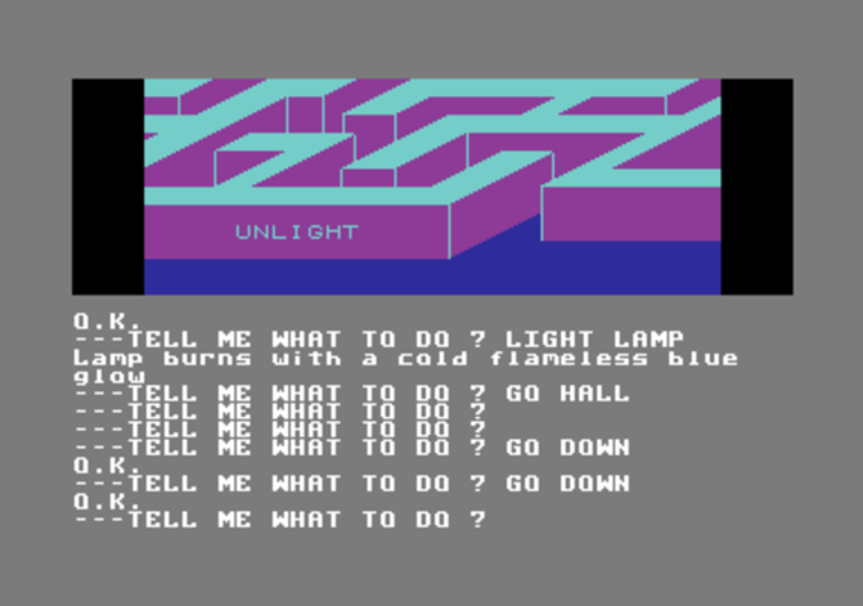 UNLIGHT
O.K.
---TELL ME WHAT TO DO ? LIGHT LAMP
Lamp burns with a cold flameless blue
glow
---TELL ME WHAT TO DO ? GO HALL
---TELL ME WHAT TO DO ?
---TELL ME WHAT TO DO ?
---TELL ME WHAT TO DO ? GO DOWN
O.K.
---TELL ME WHAT TO DO ? GO DOWN
O.K.
---TELL ME WHAT TO DO ?